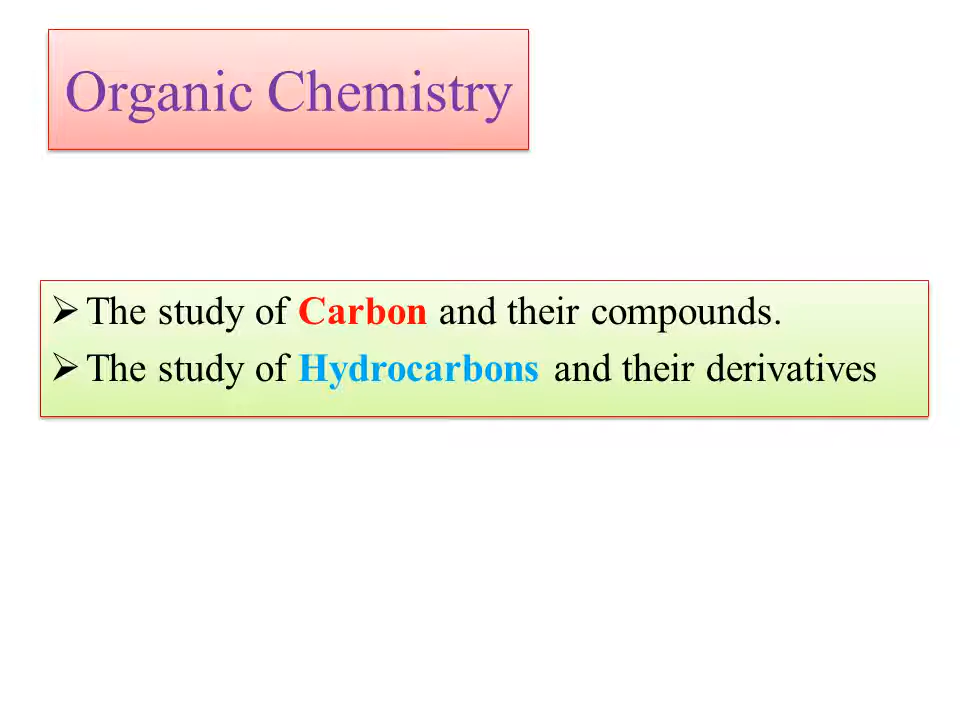 Organic Chemistry
➢ The study of Carbon and their compounds.
➢ The study of Hydrocarbons and their derivatives